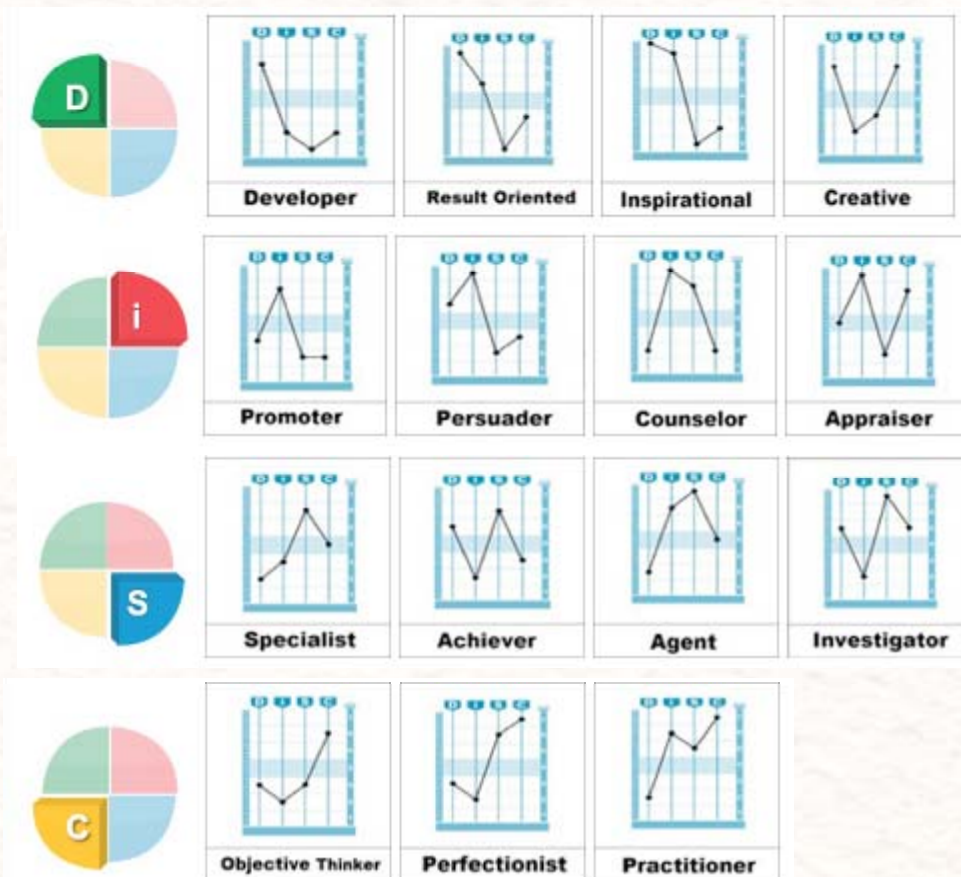 D
D i S C
D i S C
D i S C
D i S C
Developer
Result Oriented
Inspirational
Creative
i
D i S C
D i S C
D i S C
D i S C
Promoter
Persuader
Counselor
Appraiser
S
D i S C
D i S C
D i S C
D i S C
Specialist
Achiever
Agent
Investigator
C
D i S C
D i S C
D i S C
Objective Thinker
Perfectionist
Practitioner